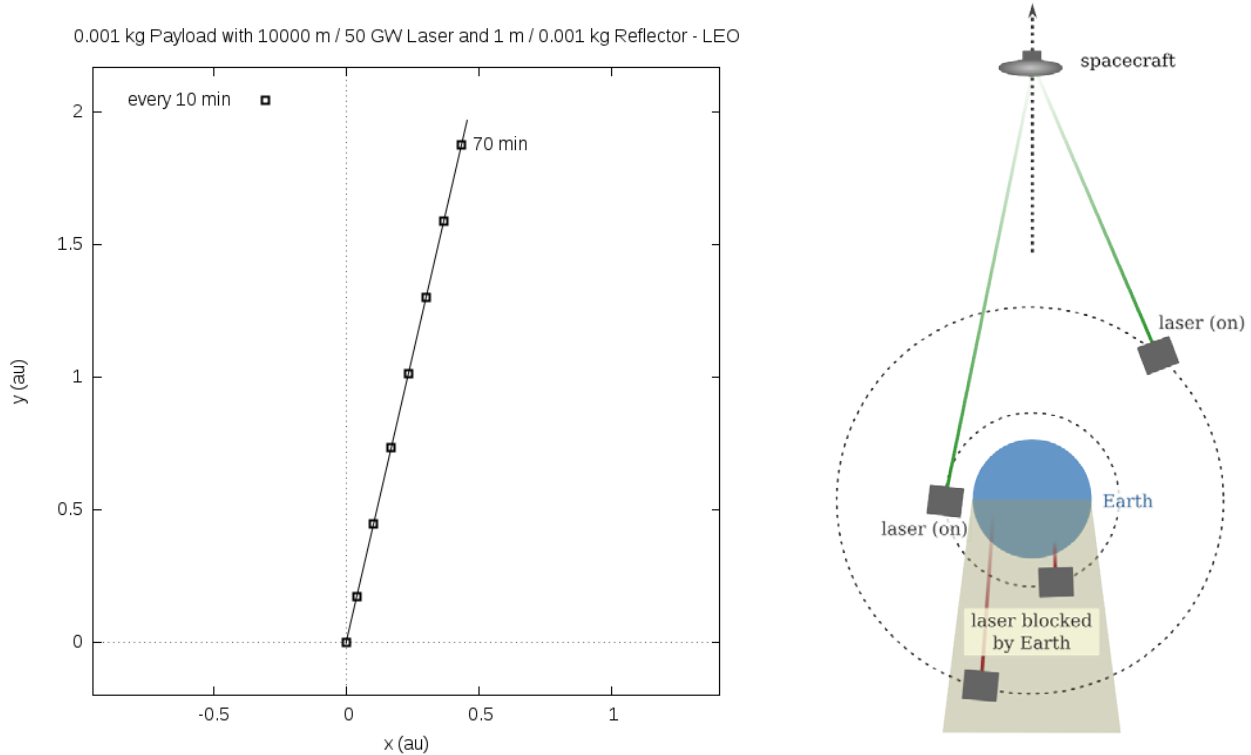 0.001 kg Payload with 10000 m / 50 GW Laser and 1 m / 0.001 kg Reflector - LEO
every 10 min
70 min
2
1.5
1
0.5
0
-0.5
0
0.5
1
y (au)
x (au)
spacecraft
laser (on)
Earth
laser (on)
laser blocked
by Earth